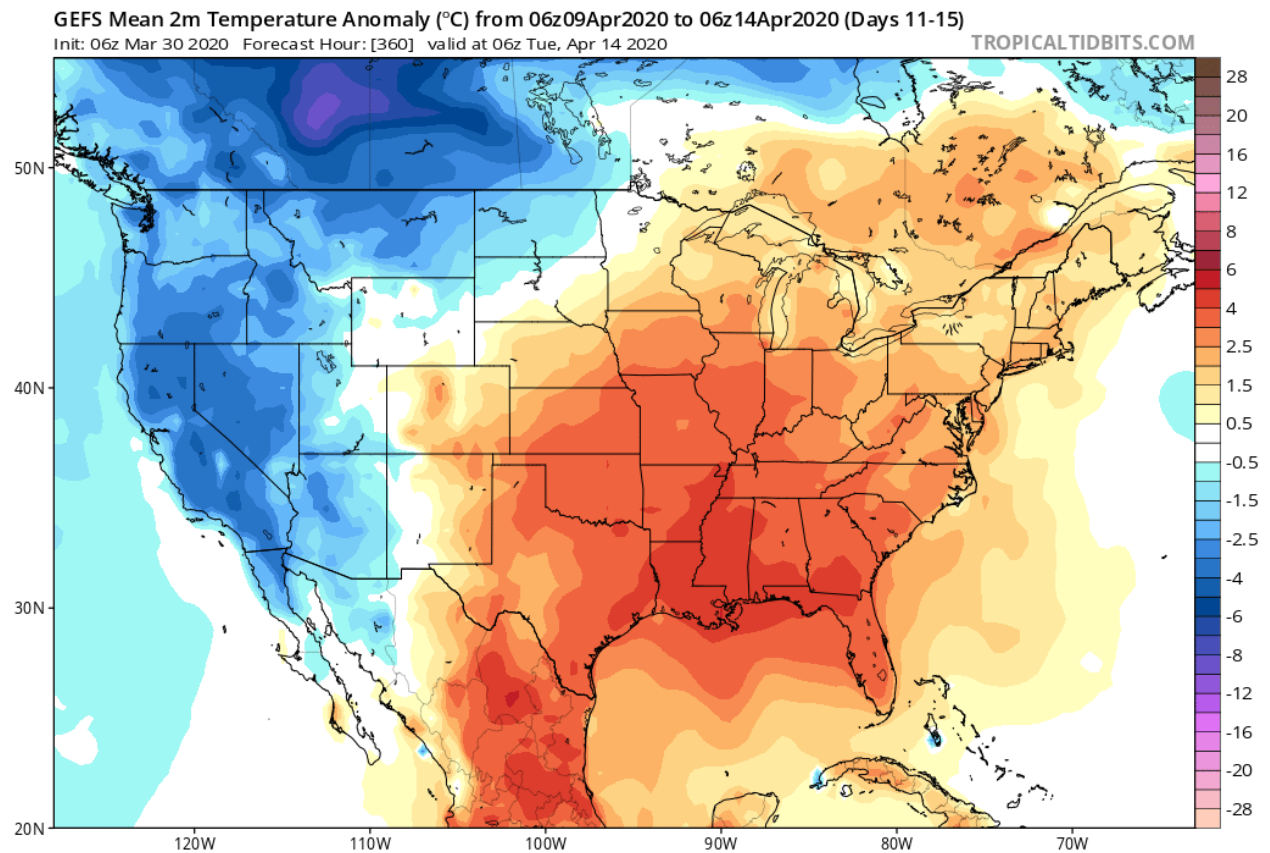 GEFS Mean 2m Temperature Anomaly (°C) from 06z09Apr2020 to 06z14Apr2020 (Days 11-15)
Init: 06z Mar 30 2020 Forecast Hour: [360] valid at 06z Tue, Apr 14 2020
TROPICALTIDBITS.COM
50N
40N
30N
20N
120W
110W
100W
90W
80W
70W
28
20
16
12
8
6
4
2.5
1.5
0.5
-0.5
-1.5
-2.5
-4
-6
-8
-12
-16
-20
-28